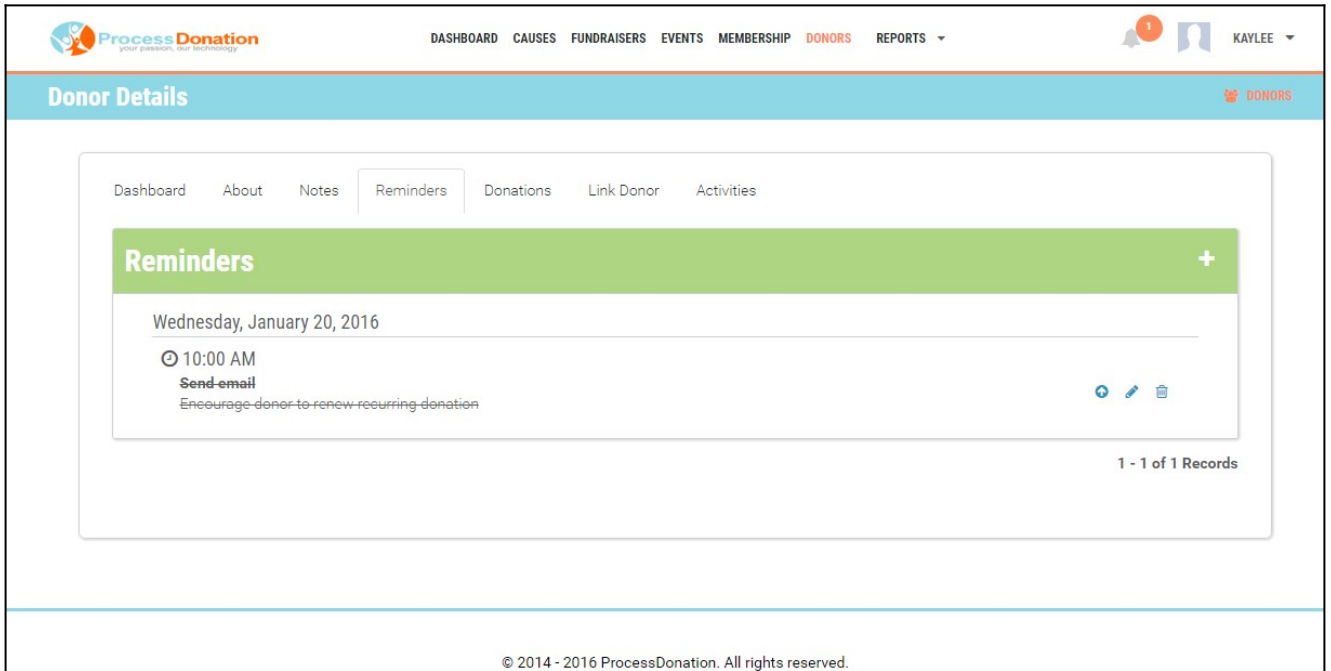 ProcessDonation
your passion, our technology
DASHBOARD CAUSES FUNDRAISERS EVENTS MEMBERSHIP DONORS REPORTS
1
KAYLEE
Donor Details
DONORS
Dashboard About Notes Reminders Donations Link Donor Activities
Reminders
Wednesday, January 20, 2016
10:00 AM
Send email
Encourage donor to renew recurring donation
1 - 1 of 1 Records
© 2014 - 2016 ProcessDonation. All rights reserved.